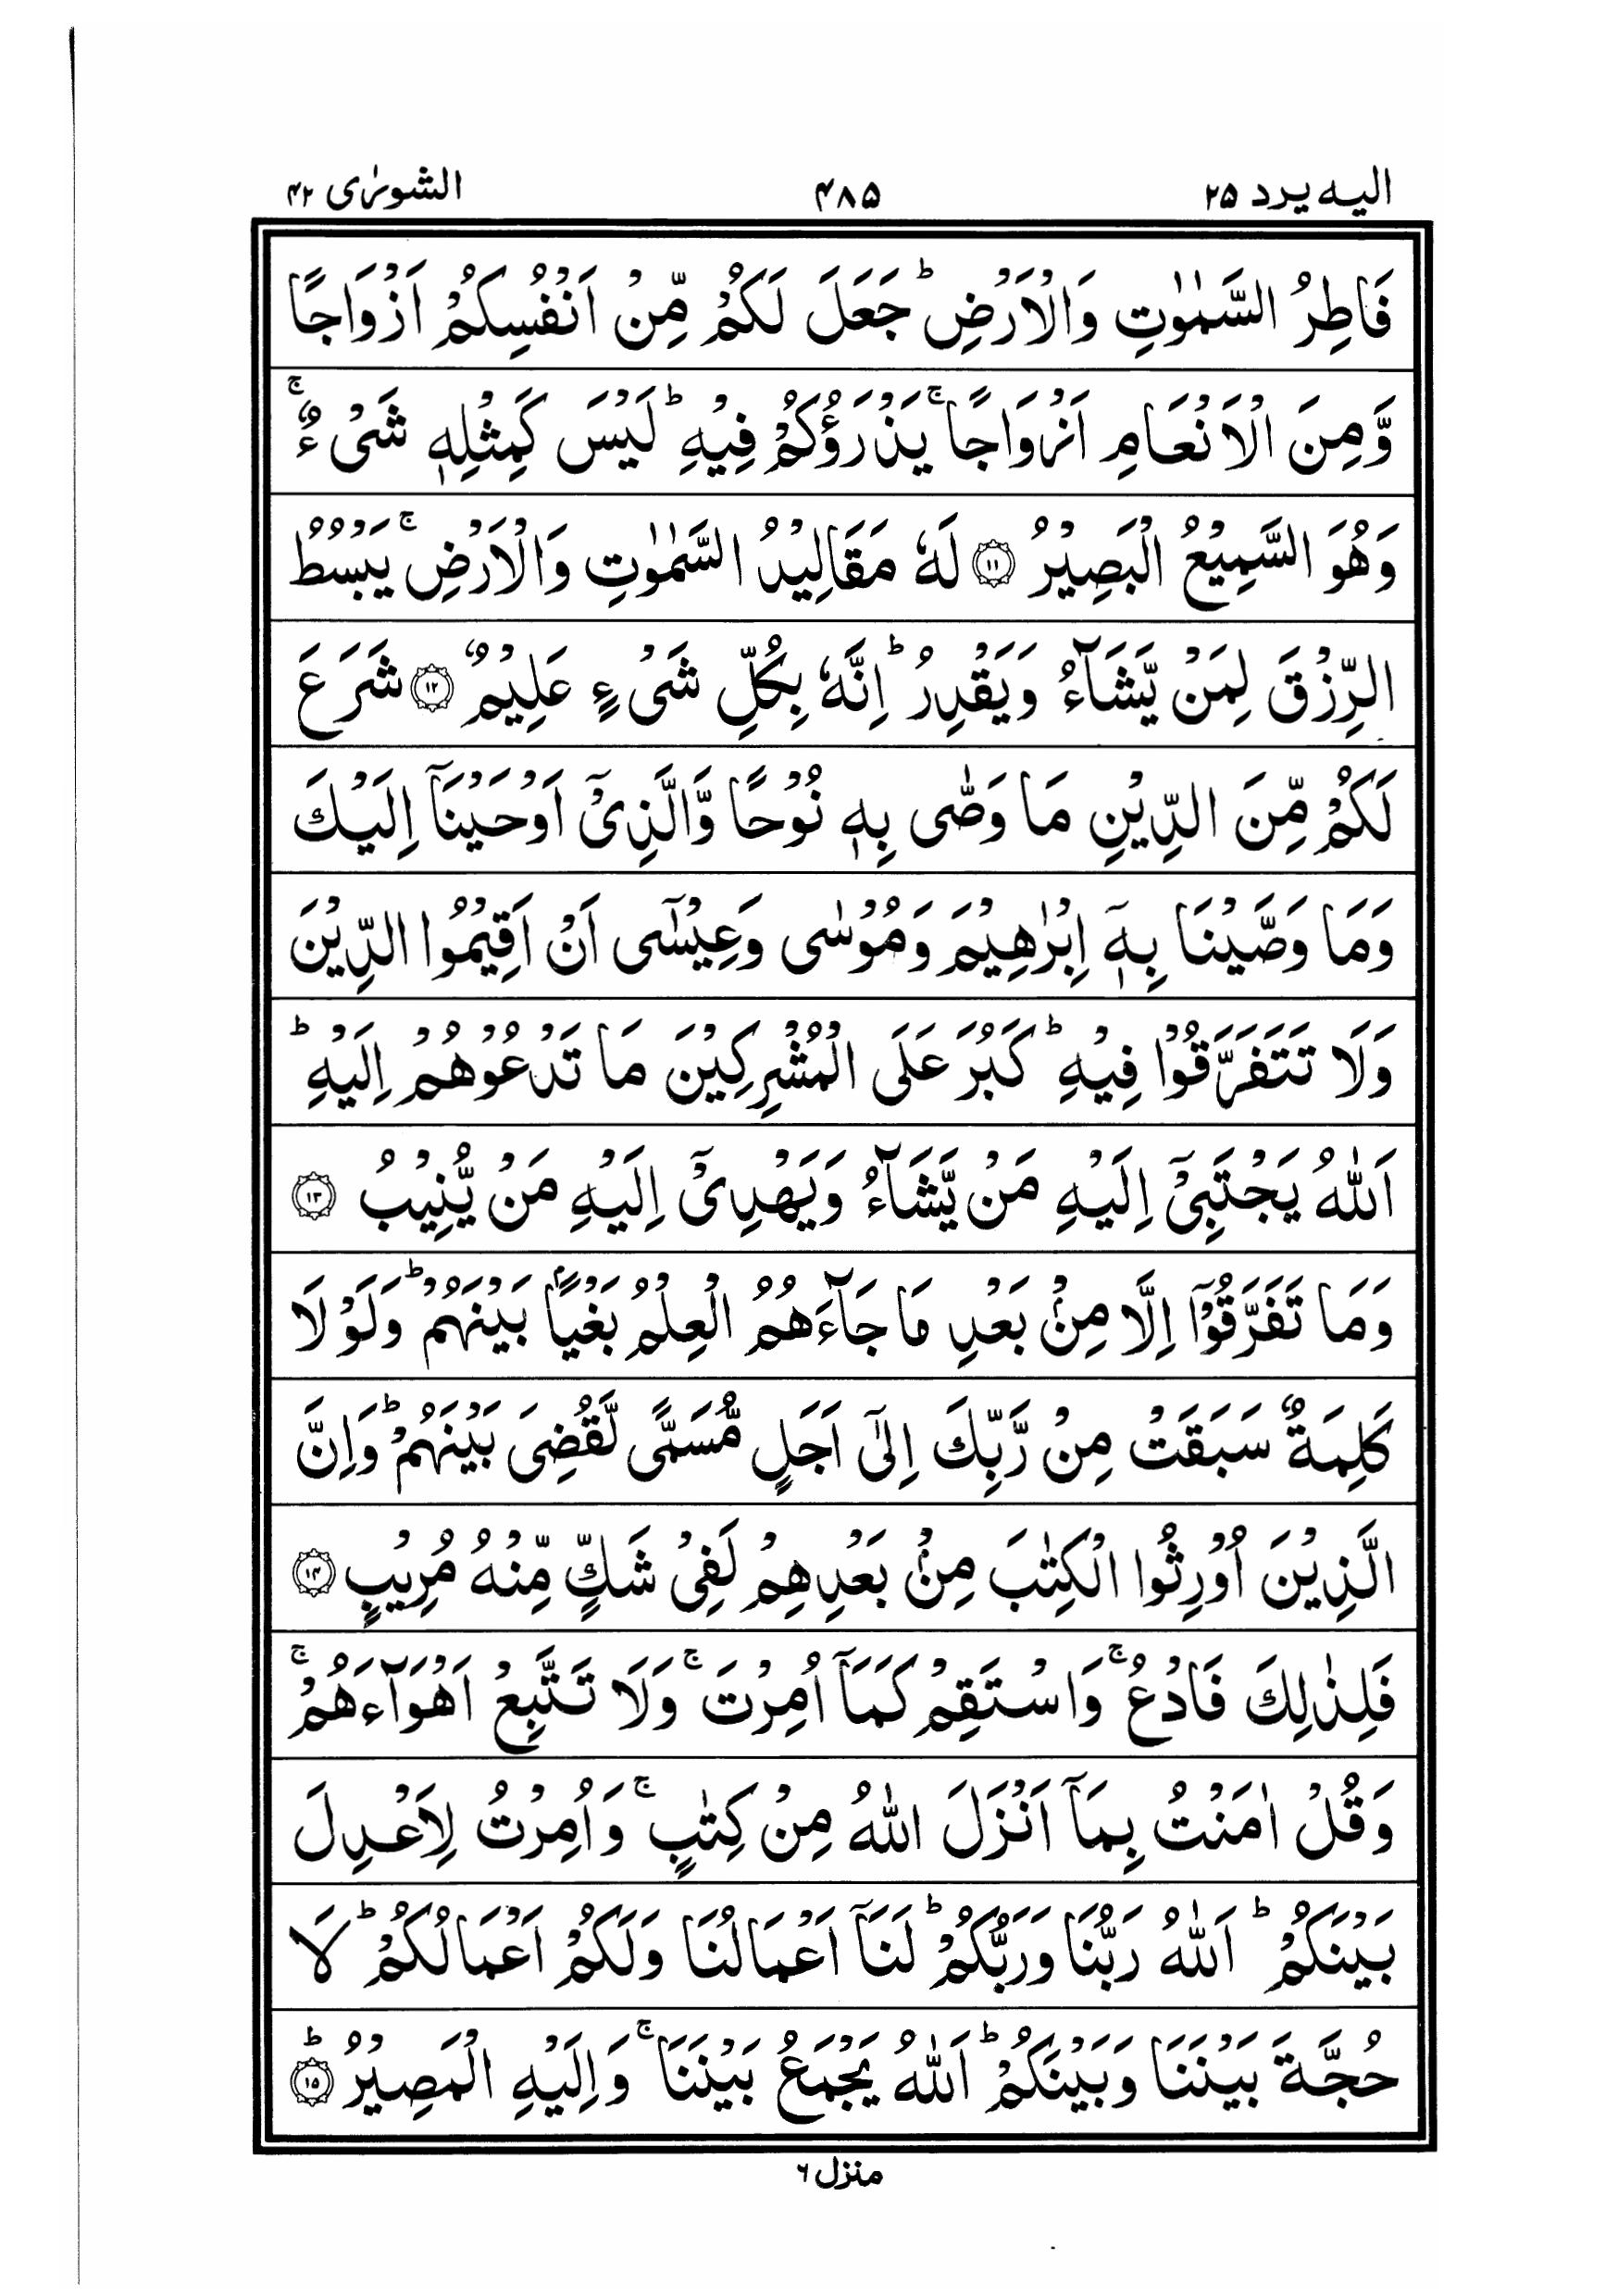 الیہ یرد ۲۵
۴۸۵
الشورٰی ۴۲
فَاطِرُ السَّمٰوٰتِ وَالْاَرْضِ ؕ جَعَلَ لَكُمْ مِّنْ اَنْفُسِكُمْ اَزْوَاجًا
وَّمِنَ الْاَنْعَامِ اَزْوَاجًا ۚ يَذْرَؤُكُمْ فِيْهِ ؕ لَيْسَ كَمِثْلِهٖ شَىْءٌ ۚ
وَهُوَ السَّمِيْعُ الْبَصِيْرُ ۝۱۱ لَهٗ مَقَالِيْدُ السَّمٰوٰتِ وَالْاَرْضِ ۚ يَبْسُطُ
الرِّزْقَ لِمَنْ يَّشَآءُ وَيَقْدِرُ ؕ اِنَّهٗ بِكُلِّ شَىْءٍ عَلِيْمٌ ۝۱۲ شَرَعَ
لَكُمْ مِّنَ الدِّيْنِ مَا وَصّٰى بِهٖ نُوْحًا وَّالَّذِىْۤ اَوْحَيْنَاۤ اِلَيْكَ
وَمَا وَصَّيْنَا بِهٖۤ اِبْرٰهِيْمَ وَمُوْسٰى وَعِيْسٰٓى اَنْ اَقِيْمُوا الدِّيْنَ
وَلَا تَتَفَرَّقُوْا فِيْهِ ؕ كَبُرَ عَلَى الْمُشْرِكِيْنَ مَا تَدْعُوْهُمْ اِلَيْهِ ؕ
اَللّٰهُ يَجْتَبِىْۤ اِلَيْهِ مَنْ يَّشَآءُ وَيَهْدِىْۤ اِلَيْهِ مَنْ يُّنِيْبُ ۝۱۳
وَمَا تَفَرَّقُوْۤا اِلَّا مِنْۢ بَعْدِ مَا جَآءَهُمُ الْعِلْمُ بَغْيًاۢ بَيْنَهُمْ ؕ وَلَوْلَا
كَلِمَةٌ سَبَقَتْ مِنْ رَّبِّكَ اِلٰٓى اَجَلٍ مُّسَمًّى لَّقُضِىَ بَيْنَهُمْ ؕ وَاِنَّ
الَّذِيْنَ اُوْرِثُوا الْكِتٰبَ مِنْۢ بَعْدِهِمْ لَفِىْ شَكٍّ مِّنْهُ مُرِيْبٍ ۝۱۴
فَلِذٰلِكَ فَادْعُ ۚ وَاسْتَقِمْ كَمَاۤ اُمِرْتَ ۚ وَلَا تَتَّبِعْ اَهْوَآءَهُمْ ۚ
وَقُلْ اٰمَنْتُ بِمَاۤ اَنْزَلَ اللّٰهُ مِنْ كِتٰبٍ ۚ وَاُمِرْتُ لِاَعْدِلَ
بَيْنَكُمْ ؕ اَللّٰهُ رَبُّنَا وَرَبُّكُمْ ؕ لَنَاۤ اَعْمَالُنَا وَلَكُمْ اَعْمَالُكُمْ ؕ لَا
حُجَّةَ بَيْنَنَا وَبَيْنَكُمْ ؕ اَللّٰهُ يَجْمَعُ بَيْنَنَا ۚ وَاِلَيْهِ الْمَصِيْرُ ؕ ۝۱۵
منزل ۶